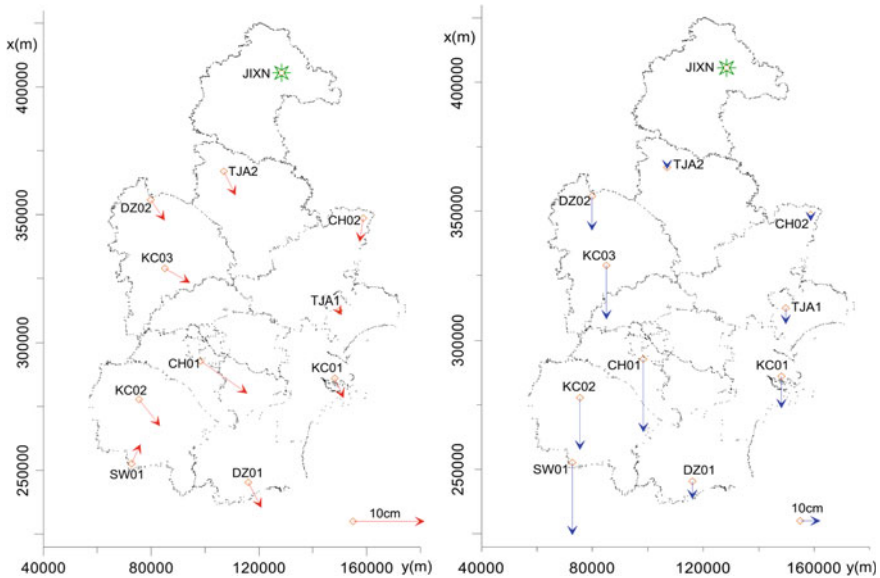 x(m)
400000
350000
300000
250000
JIXN
TJA2
DZ02
CH02
KC03
TJA1
CH01
KC01
KC02
SW01
DZ01
10cm
40000 80000 120000 160000 y(m)
x(m)
400000
350000
300000
250000
JIXN
TJA2
DZ02
CH02
KC03
TJA1
CH01
KC01
KC02
SW01
DZ01
10cm
40000 80000 120000 160000 y(m)